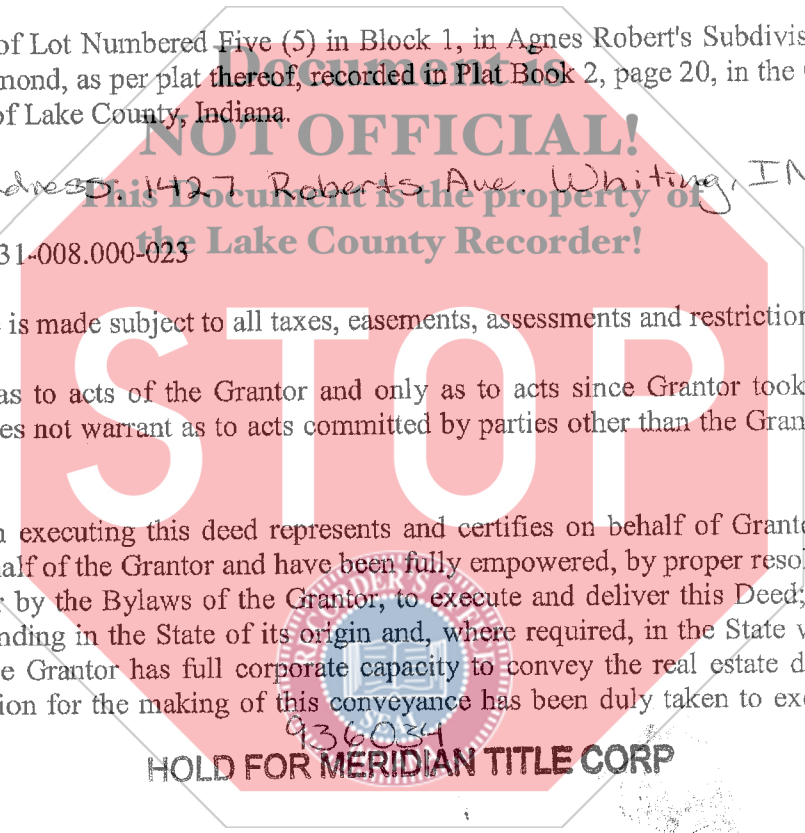 of Lot Numbered Five (5) in Block 1, in Agnes Robert's Subdivis
mond, as per plat thereof, recorded in Plat Book 2, page 20, in the
of Lake County, Indiana.
Document is
NOT OFFICIAL!
This Document is the property of
the Lake County Recorder!
dress. 1427 Roberts Ave. Whiting, IN
31-008.000-023
is made subject to all taxes, easements, assessments and restriction
as to acts of the Grantor and only as to acts since Grantor took
es not warrant as to acts committed by parties other than the Gran
STOP
n executing this deed represents and certifies on behalf of Grant
alf of the Grantor and have been fully empowered, by proper resol
r by the Bylaws of the Grantor, to execute and deliver this Deed;
nding in the State of its origin and, where required, in the State
e Grantor has full corporate capacity to convey the real estate d
tion for the making of this conveyance has been duly taken to ex
RECORDER'S OFFICE
SEAL
936034
HOLD FOR MERIDIAN TITLE CORP